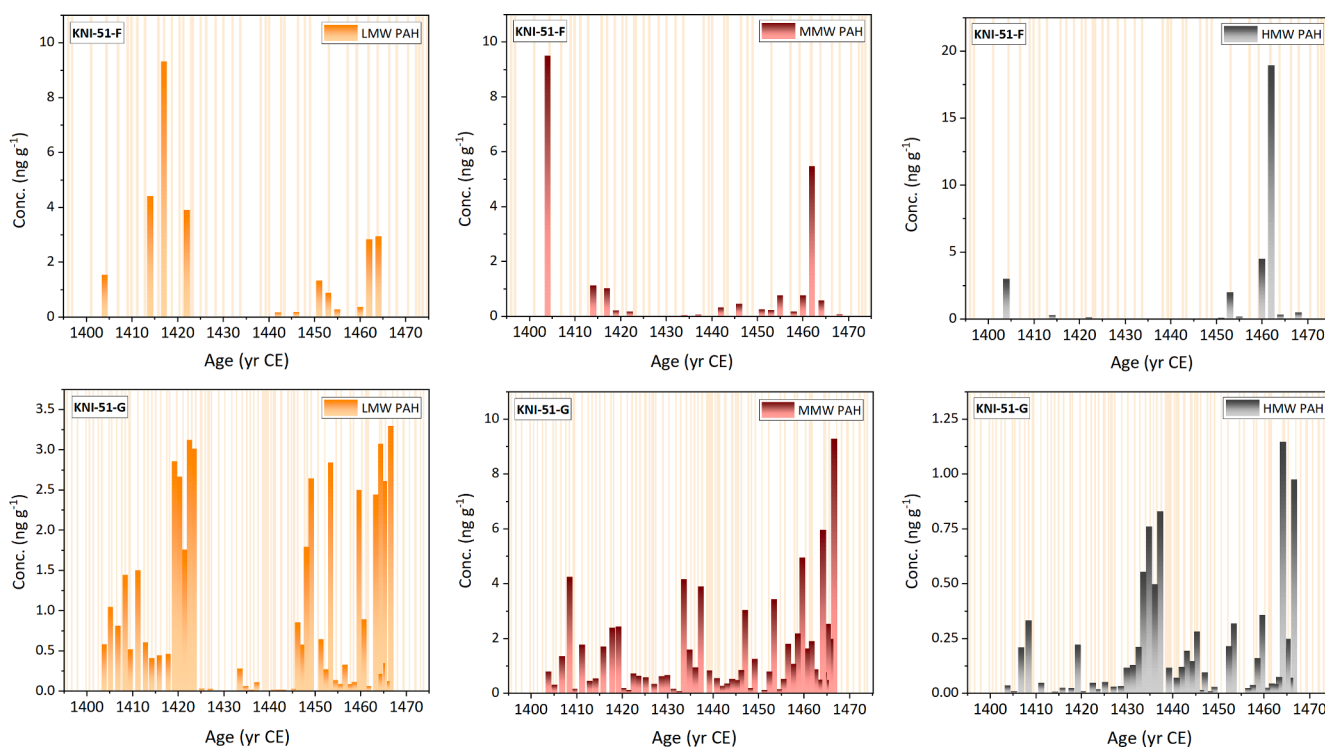 KNI-51-F
LMW PAH
Conc. (ng g⁻¹)
10
8
6
4
2
0
1400 1410 1420 1430 1440 1450 1460 1470
Age (yr CE)
KNI-51-F
MMW PAH
Conc. (ng g⁻¹)
10
8
6
4
2
0
1400 1410 1420 1430 1440 1450 1460 1470
Age (yr CE)
KNI-51-F
HMW PAH
Conc. (ng g⁻¹)
20
15
10
5
0
1400 1410 1420 1430 1440 1450 1460 1470
Age (yr CE)
KNI-51-G
LMW PAH
Conc. (ng g⁻¹)
3.5
3.0
2.5
2.0
1.5
1.0
0.5
0.0
1400 1410 1420 1430 1440 1450 1460 1470
Age (yr CE)
KNI-51-G
MMW PAH
Conc. (ng g⁻¹)
10
8
6
4
2
0
1400 1410 1420 1430 1440 1450 1460 1470
Age (yr CE)
KNI-51-G
HMW PAH
Conc. (ng g⁻¹)
1.25
1.00
0.75
0.50
0.25
0.00
1400 1410 1420 1430 1440 1450 1460 1470
Age (yr CE)